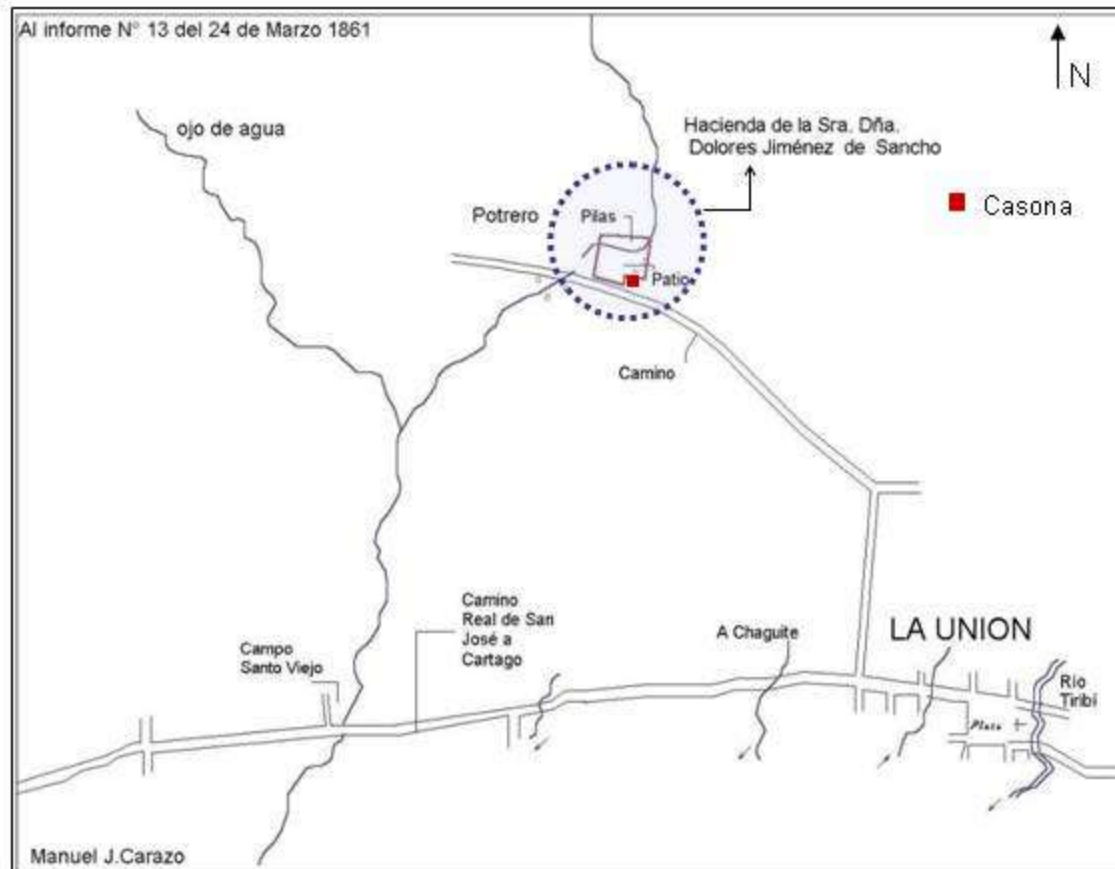 Al informe N° 13 del 24 de Marzo 1861
N
ojo de agua
Hacienda de la Sra. Dña.
Dolores Jiménez de Sancho
Casona
Potrero
Pilas
Patio
Camino
Camino
Real de San
José a
Cartago
Campo
Santo Viejo
A Chaguite
LA UNION
Río
Tiribí
Plaza
Manuel J.Carazo